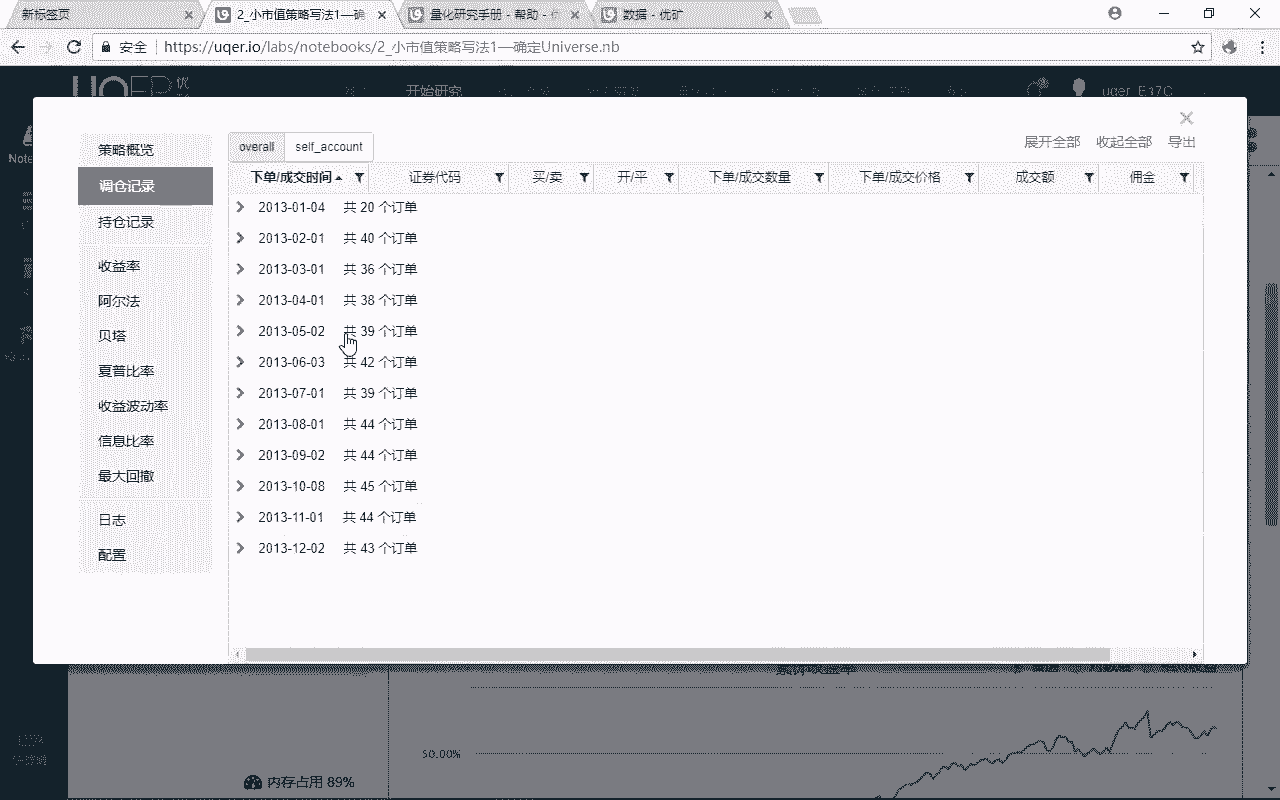 新标签页
2_小市值策略写法1—确
量化研究手册 - 帮助 - 优
数据 - 优矿
安全
https://uqer.io/labs/notebooks/2_小市值策略写法1—确定Universe.nb
UQER 优
开始研究
uqer_E37C
Note
overall
self_account
展开全部
收起全部
导出
策略概览
调仓记录
持仓记录
收益率
阿尔法
贝塔
夏普比率
收益波动率
信息比率
最大回撤
日志
配置
下单/成交时间
证券代码
买/卖
开/平
下单/成交数量
下单/成交价格
成交额
佣金
2013-01-04 共 20 个订单
2013-02-01 共 40 个订单
2013-03-01 共 36 个订单
2013-04-01 共 38 个订单
2013-05-02 共 39 个订单
2013-06-03 共 42 个订单
2013-07-01 共 39 个订单
2013-08-01 共 44 个订单
2013-09-02 共 44 个订单
2013-10-08 共 45 个订单
2013-11-01 共 44 个订单
2013-12-02 共 43 个订单
累计收益率
50.00%
内存占用 89%